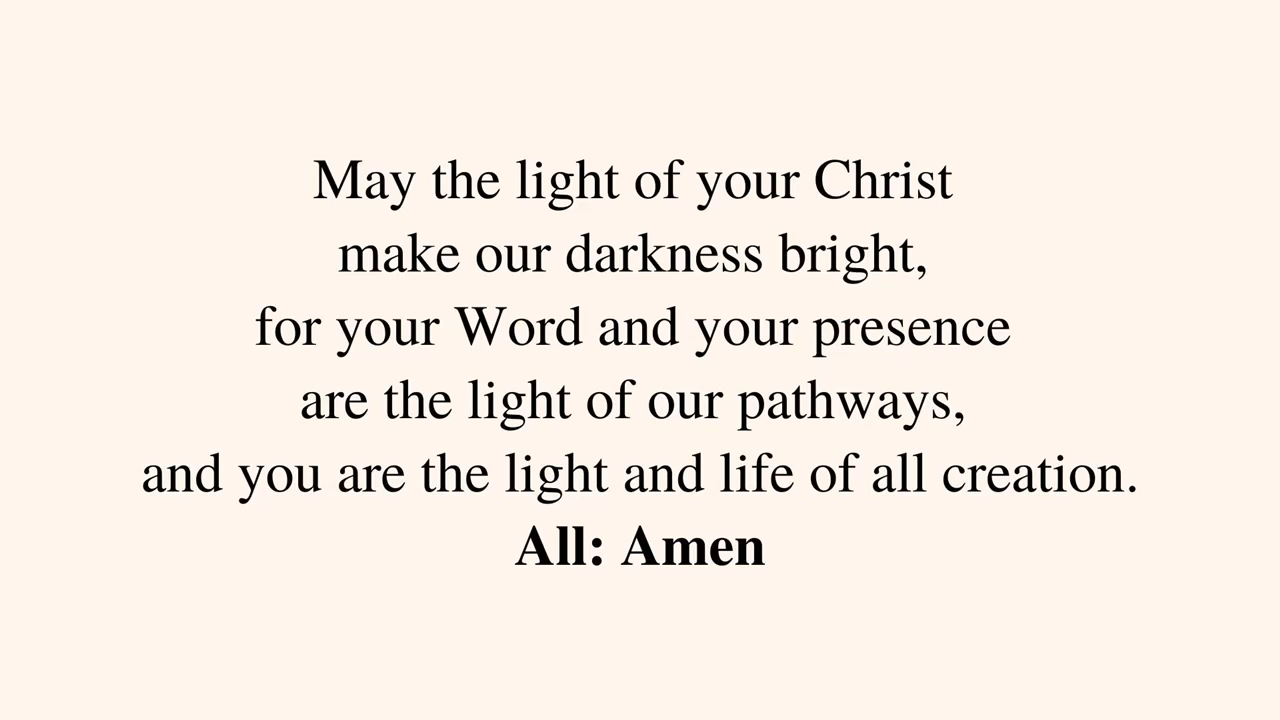 May the light of your Christ
make our darkness bright,
for your Word and your presence
are the light of our pathways,
and you are the light and life of all creation.
All: Amen